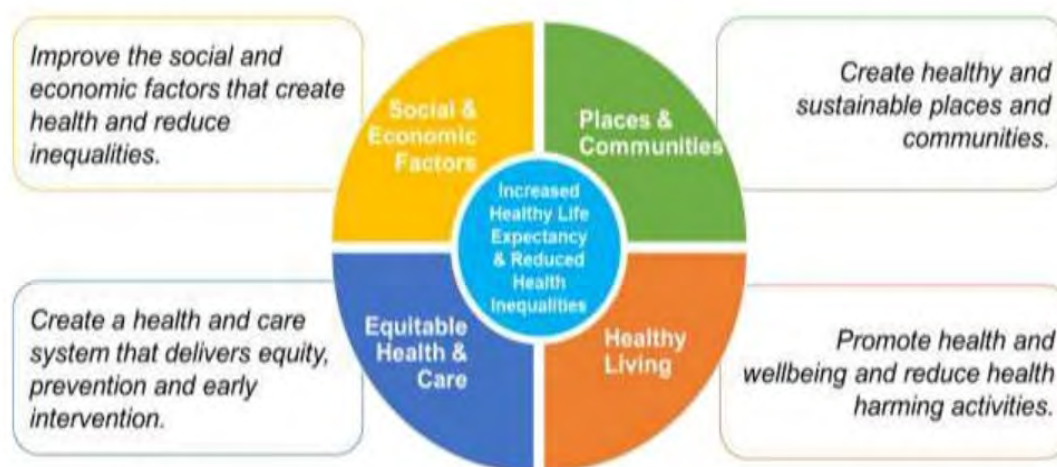 Improve the social and
economic factors that create
health and reduce
inequalities.
Social &
Economic
Factors
Places &
Communities
Create healthy and
sustainable places and
communities.
Increased
Healthy Life
Expectancy
& Reduced
Health
Inequalities
Create a health and care
system that delivers equity,
prevention and early
intervention.
Equitable
Health &
Care
Healthy
Living
Promote health and
wellbeing and reduce health
harming activities.